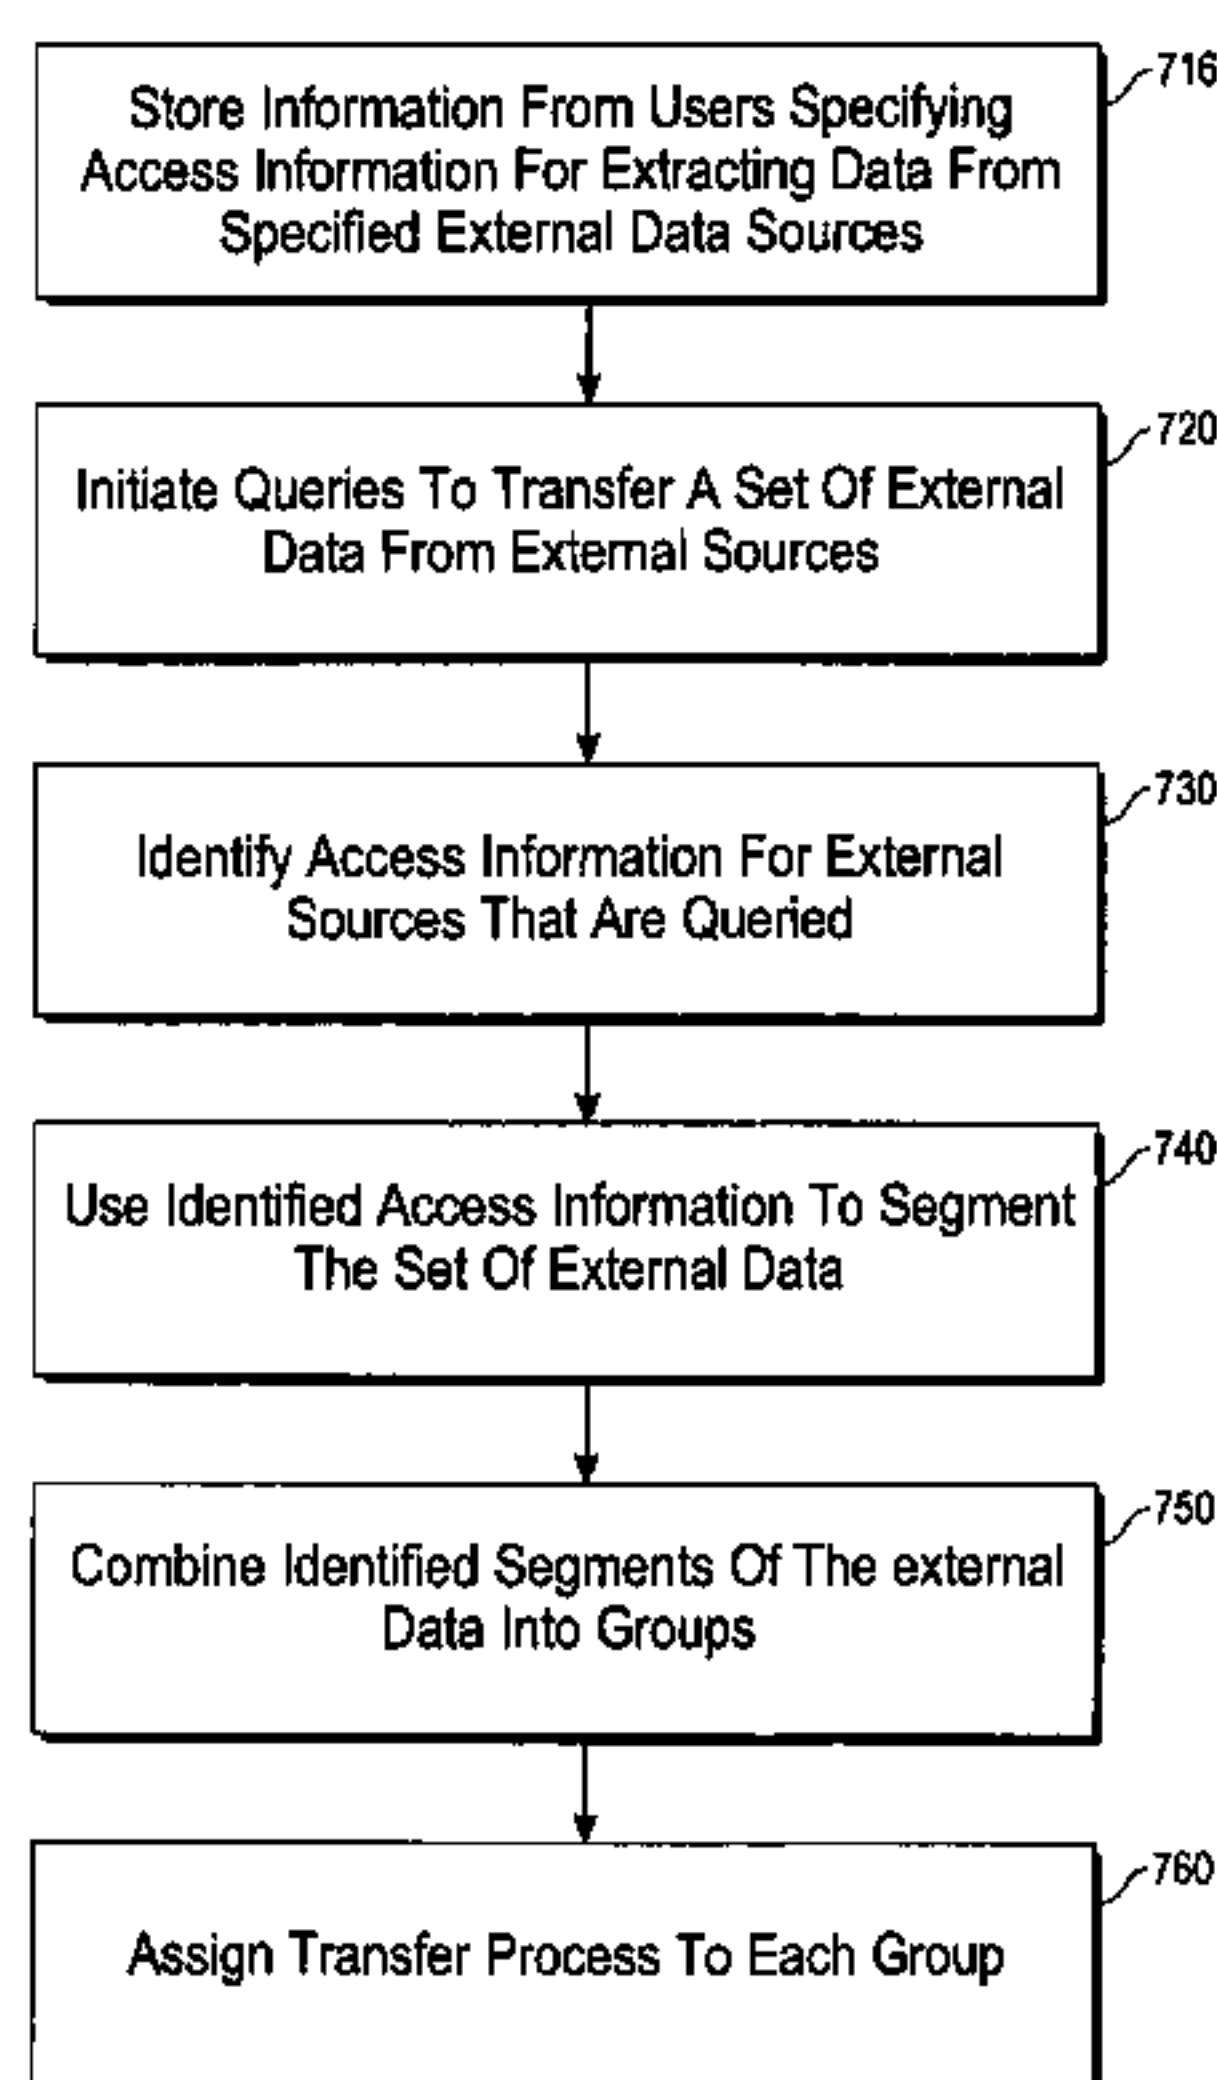 716
Store Information From Users Specifying
Access Information For Extracting Data From
Specified External Data Sources
720
Initiate Queries To Transfer A Set Of External
Data From External Sources
730
Identify Access Information For External
Sources That Are Queried
740
Use Identified Access Information To Segment
The Set Of External Data
750
Combine Identified Segments Of The external
Data Into Groups
760
Assign Transfer Process To Each Group